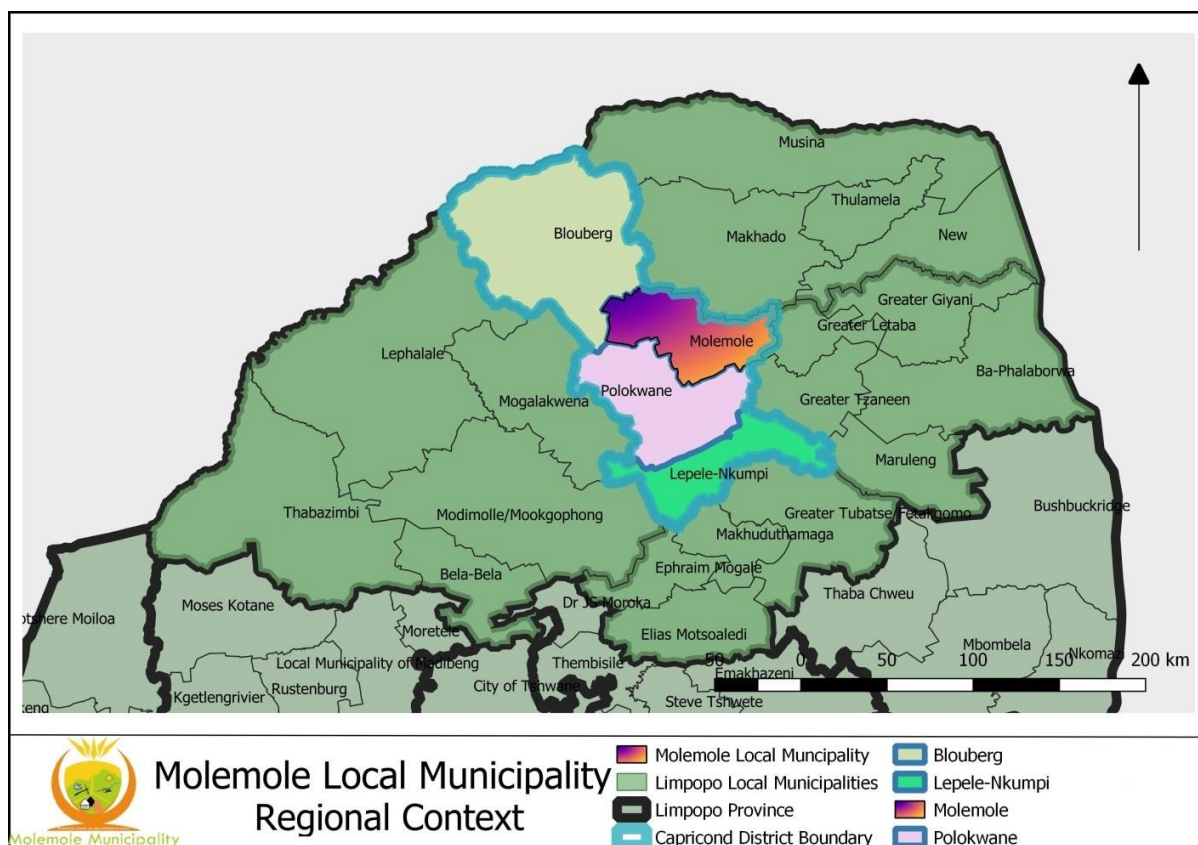 Musina
Thulamela
Blouberg
Makhado
New
Greater Giyani
Greater Letaba
Molemole
Lephalale
Ba-Phalaborwa
Polokwane
Mogalakwena
Greater Tzaneen
Maruleng
Lepele-Nkumpi
Bushbuckridge
Thabazimbi
Modimolle/Mookgophong
Greater Tubatse/Fetakgomo
Makhuduthamaga
Ephraim Mogale
Bela-Bela
Thaba Chweu
Moses Kotane
Dr JS Moroka
otshere Moiloa
Moretele
Elias Motsoaledi
Mbombela
Nkomazi
Local Municipality of Madibeng
Thembisile
50 0 50 100 150 200 km
Emakhazeni
Rustenburg
City of Tshwane
Kgetlengrivier
Steve Tshwete
keng
Molemole Local Municipality
Regional Context
Molemole Municipality
Molemole Local Muncipality
Limpopo Local Municipalities
Limpopo Province
Capricond District Boundary
Blouberg
Lepele-Nkumpi
Molemole
Polokwane